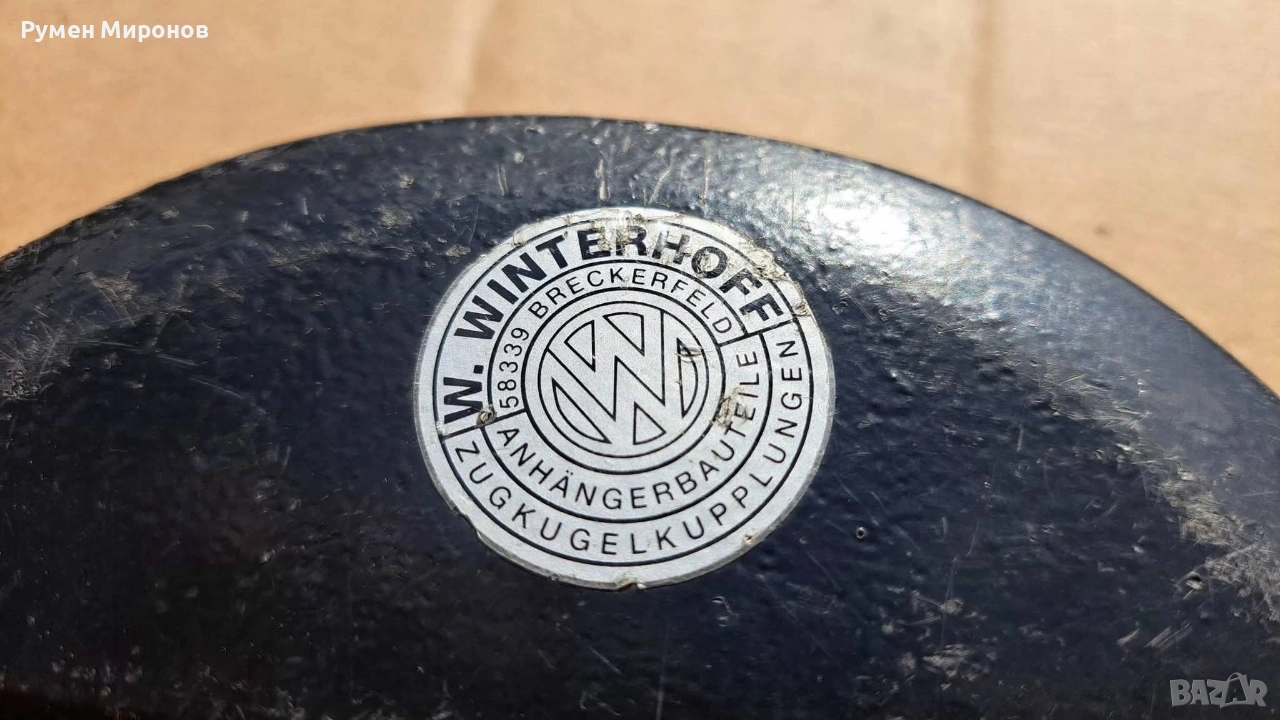 Румен Миронов
W. WINTERHOFF
58339 BRECKERFELD
W
ANHÄNGERBAUTEILE
ZUGKUGELKUPPLUNGEN
BAZAR